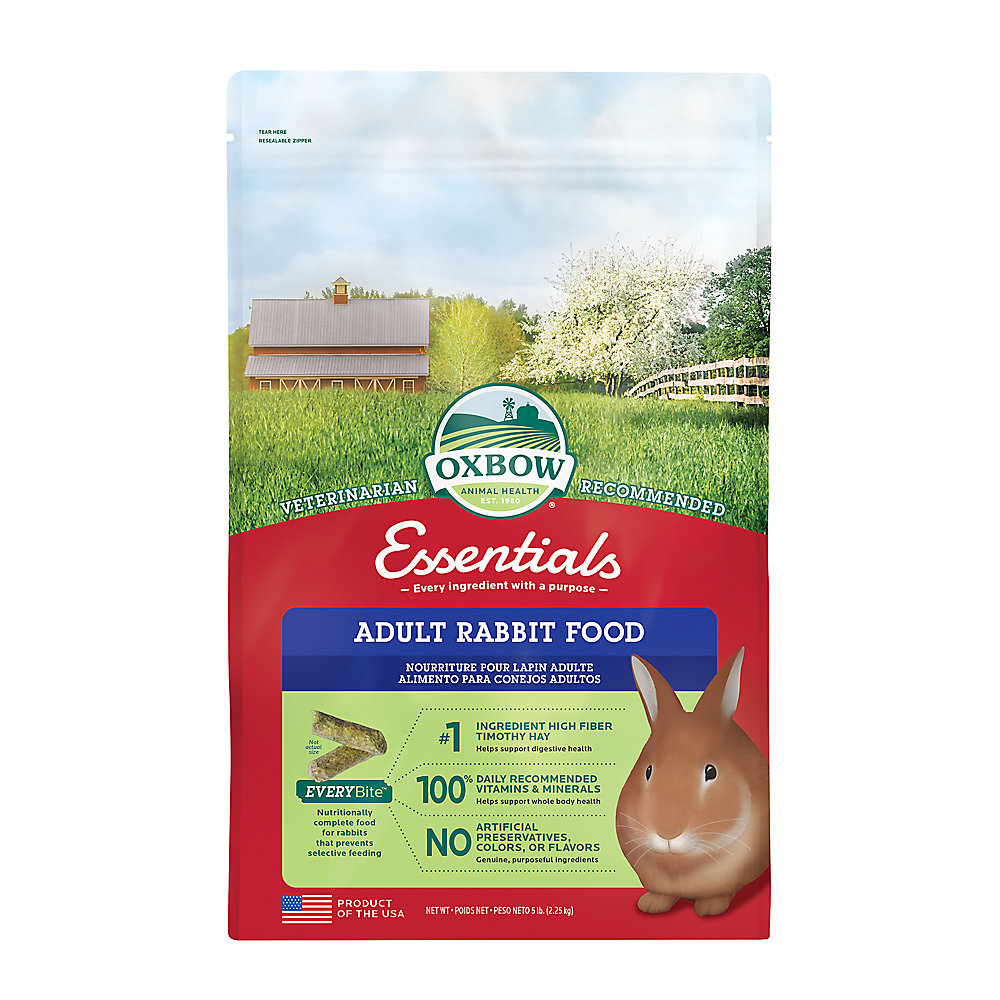 TEAR HERE
RESEALABLE ZIPPER
OXBOW
ANIMAL HEALTH
EST. 1980
®
VETERINARIAN RECOMMENDED
Essentials
— Every ingredient with a purpose —
ADULT RABBIT FOOD
NOURRITURE POUR LAPIN ADULTE
ALIMENTO PARA CONEJOS ADULTOS
Not
actual
size
EVERYBite™
Nutritionally
complete food
for rabbits
that prevents
selective feeding
#1 INGREDIENT HIGH FIBER
TIMOTHY HAY
Helps support digestive health
100% DAILY RECOMMENDED
VITAMINS & MINERALS
Helps support whole body health
NO ARTIFICIAL
PRESERVATIVES,
COLORS, OR FLAVORS
Genuine, purposeful ingredients
PRODUCT
OF THE USA
NET WT • POIDS NET • PESO NETO 5 lb. (2.25 kg)